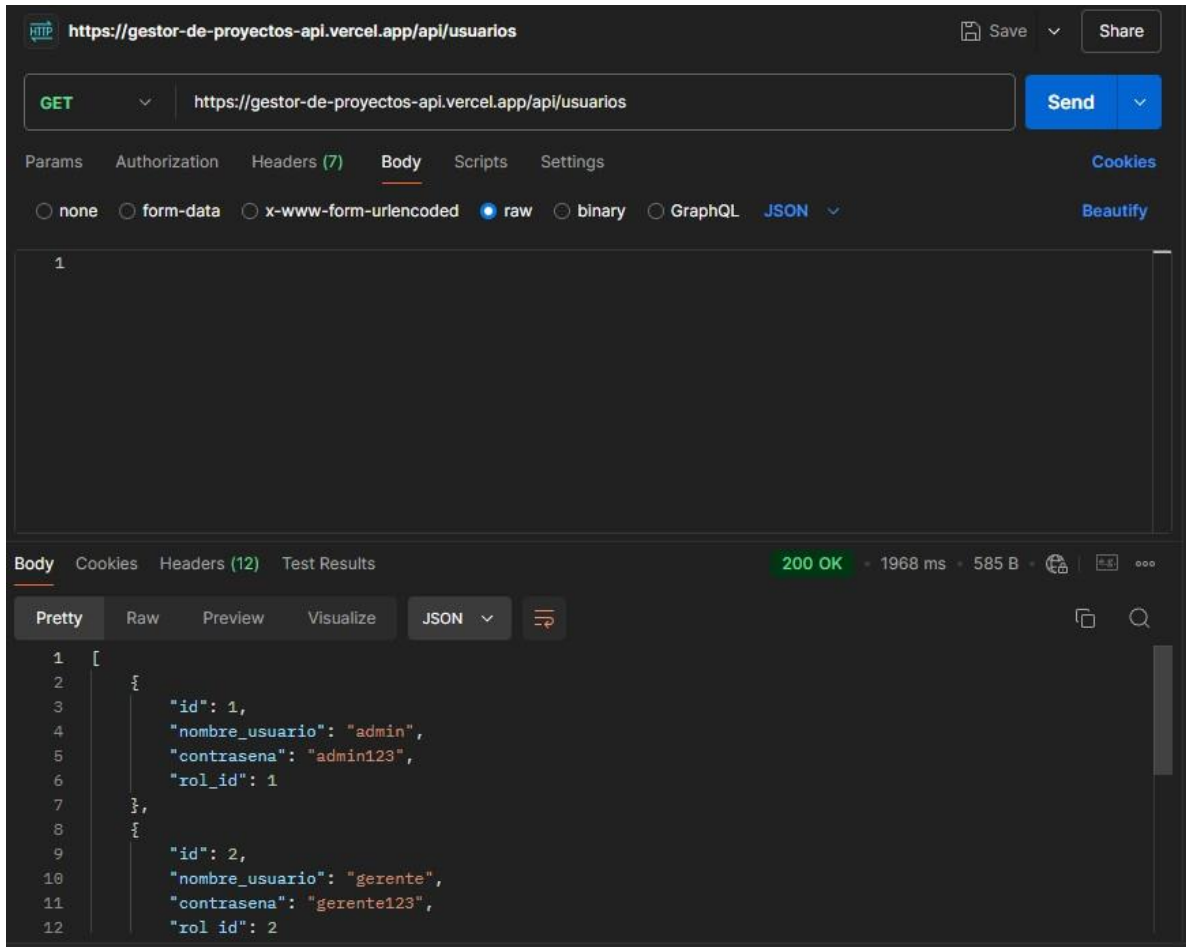 HTTP https://gestor-de-proyectos-api.vercel.app/api/usuarios Save Share
GET https://gestor-de-proyectos-api.vercel.app/api/usuarios Send
Params Authorization Headers (7) Body Scripts Settings Cookies
none form-data x-www-form-urlencoded raw binary GraphQL JSON Beautify
1
Body Cookies Headers (12) Test Results 200 OK 1968 ms 585 B
Pretty Raw Preview Visualize JSON
1 [
2 {
3 "id": 1,
4 "nombre_usuario": "admin",
5 "contrasena": "admin123",
6 "rol_id": 1
7 },
8 {
9 "id": 2,
10 "nombre_usuario": "gerente",
11 "contrasena": "gerente123",
12 "rol_id": 2